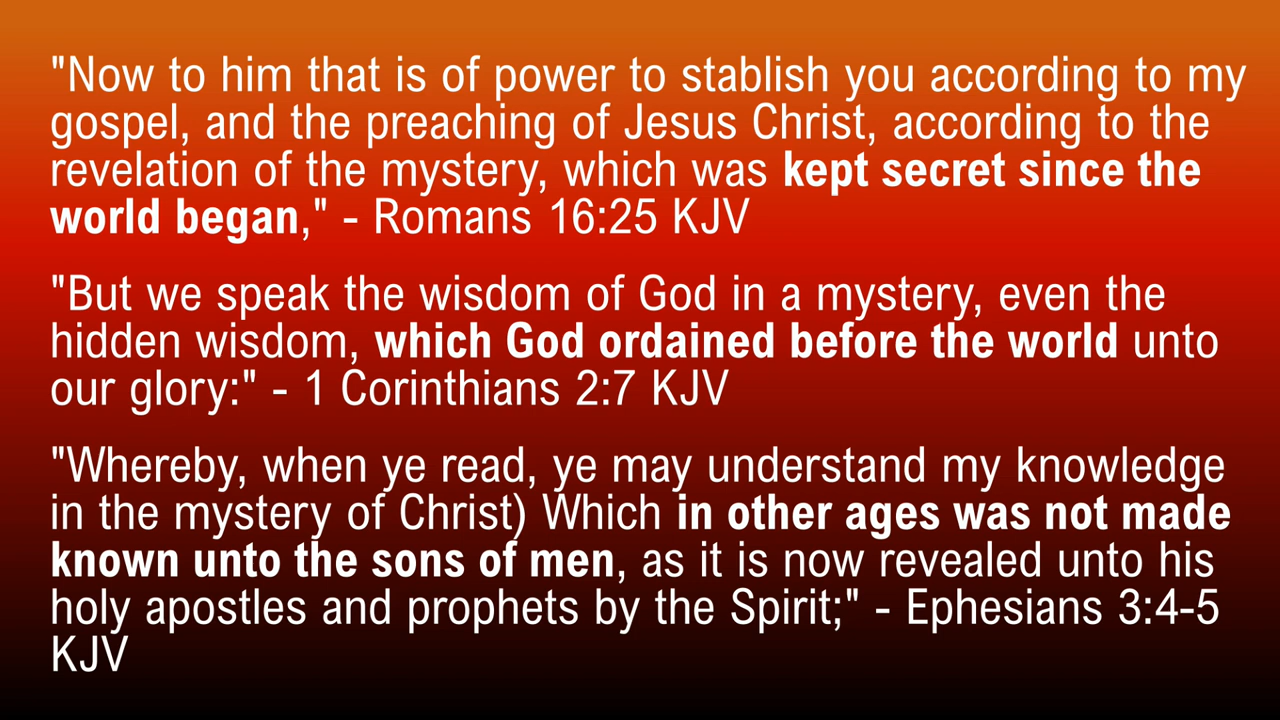 "Now to him that is of power to stablish you according to my
gospel, and the preaching of Jesus Christ, according to the
revelation of the mystery, which was kept secret since the
world began," - Romans 16:25 KJV
"But we speak the wisdom of God in a mystery, even the
hidden wisdom, which God ordained before the world unto
our glory:" - 1 Corinthians 2:7 KJV
"Whereby, when ye read, ye may understand my knowledge
in the mystery of Christ) Which in other ages was not made
known unto the sons of men, as it is now revealed unto his
holy apostles and prophets by the Spirit;" - Ephesians 3:4-5
KJV